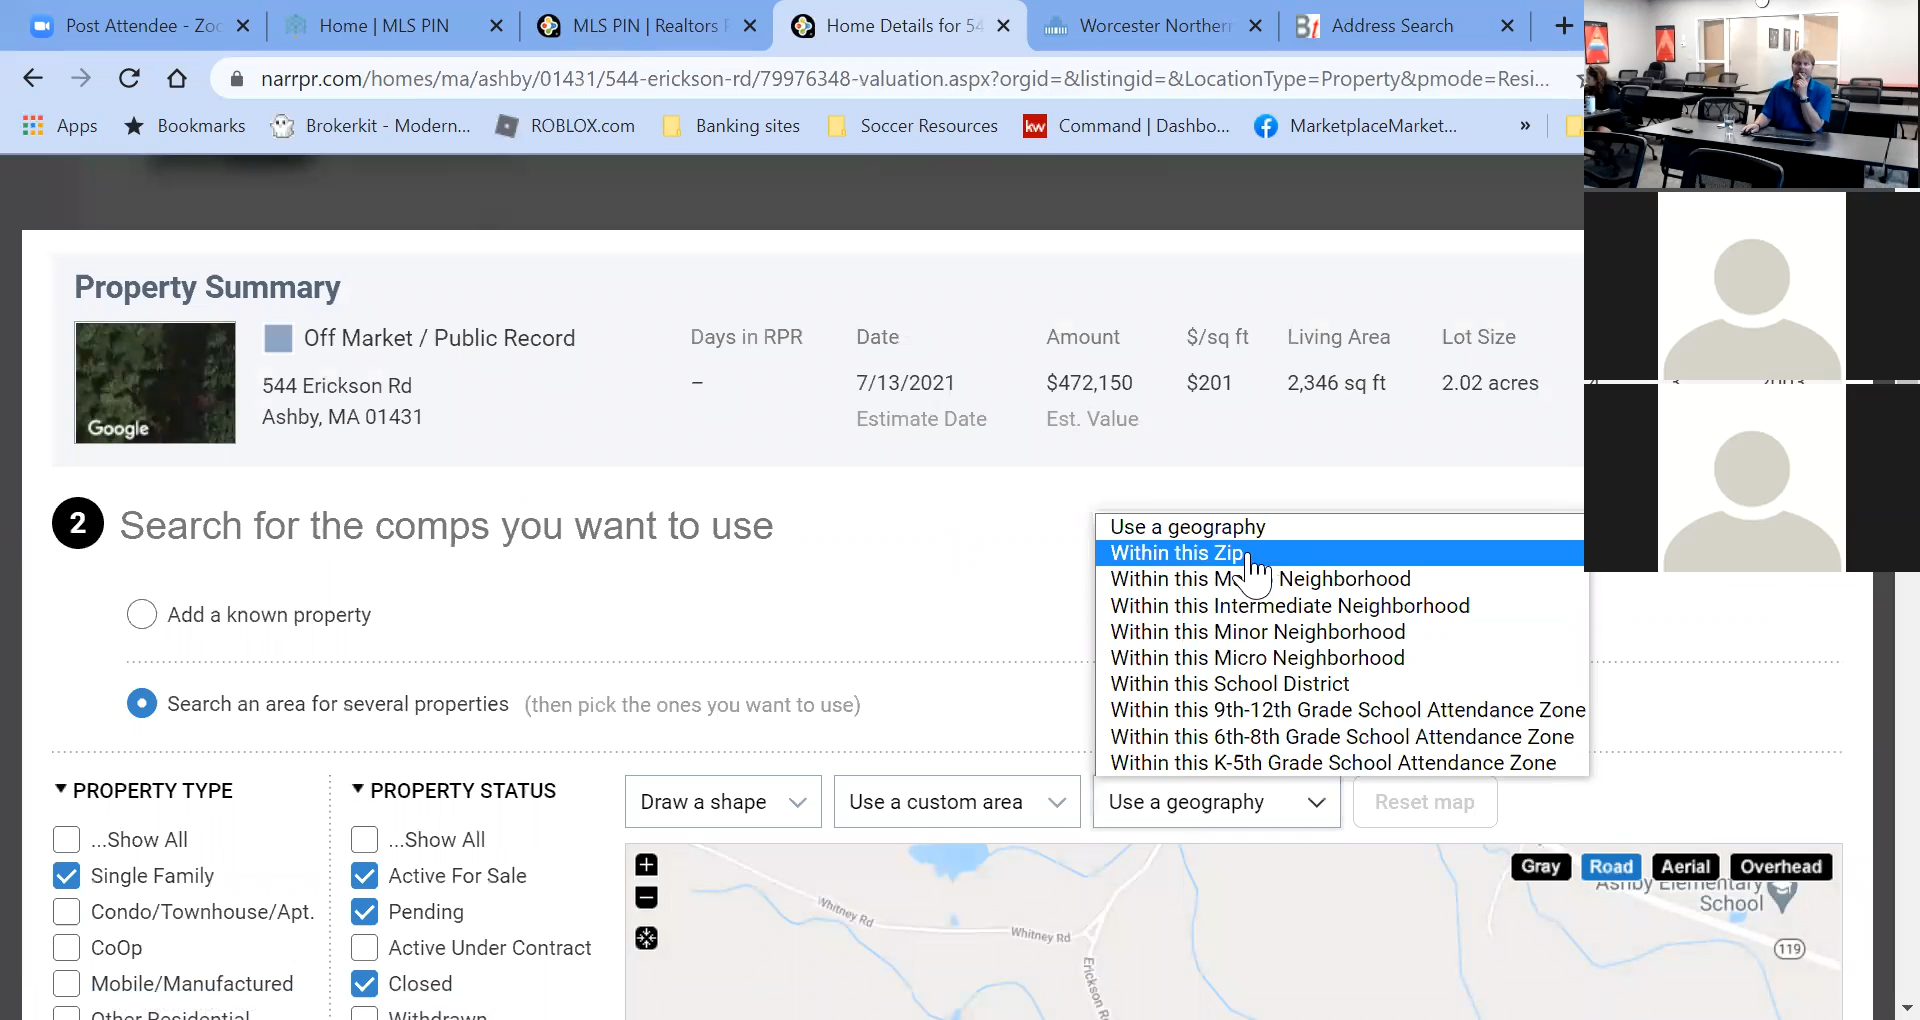 Post Attendee - Zoo
Home | MLS PIN
MLS PIN | Realtors P
Home Details for 54
Worcester Northern
Address Search
narrpr.com/homes/ma/ashby/01431/544-erickson-rd/79976348-valuation.aspx?orgid=&listingid=&LocationType=Property&pmode=Resi...
Apps
Bookmarks
Brokerkit - Modern...
ROBLOX.com
Banking sites
Soccer Resources
kw
Command | Dashbo...
MarketplaceMarket...
»
Property Summary
Google
Off Market / Public Record
544 Erickson Rd
Ashby, MA 01431
Days in RPR
–
Date
7/13/2021
Estimate Date
Amount
$472,150
Est. Value
$/sq ft
$201
Living Area
2,346 sq ft
Lot Size
2.02 acres
2 Search for the comps you want to use
Add a known property
Search an area for several properties (then pick the ones you want to use)
Use a geography
Within this Zip
Within this Neighborhood
Within this Intermediate Neighborhood
Within this Minor Neighborhood
Within this Micro Neighborhood
Within this School District
Within this 9th-12th Grade School Attendance Zone
Within this 6th-8th Grade School Attendance Zone
Within this K-5th Grade School Attendance Zone
PROPERTY TYPE
...Show All
Single Family
Condo/Townhouse/Apt.
CoOp
Mobile/Manufactured
Other Residential
PROPERTY STATUS
...Show All
Active For Sale
Pending
Active Under Contract
Closed
Withdrawn
Draw a shape
Use a custom area
Use a geography
Reset map
Gray
Road
Aerial
Overhead
Ashby Elementary
School
119
Whitney Rd
Whitney Rd
Erickson Rd